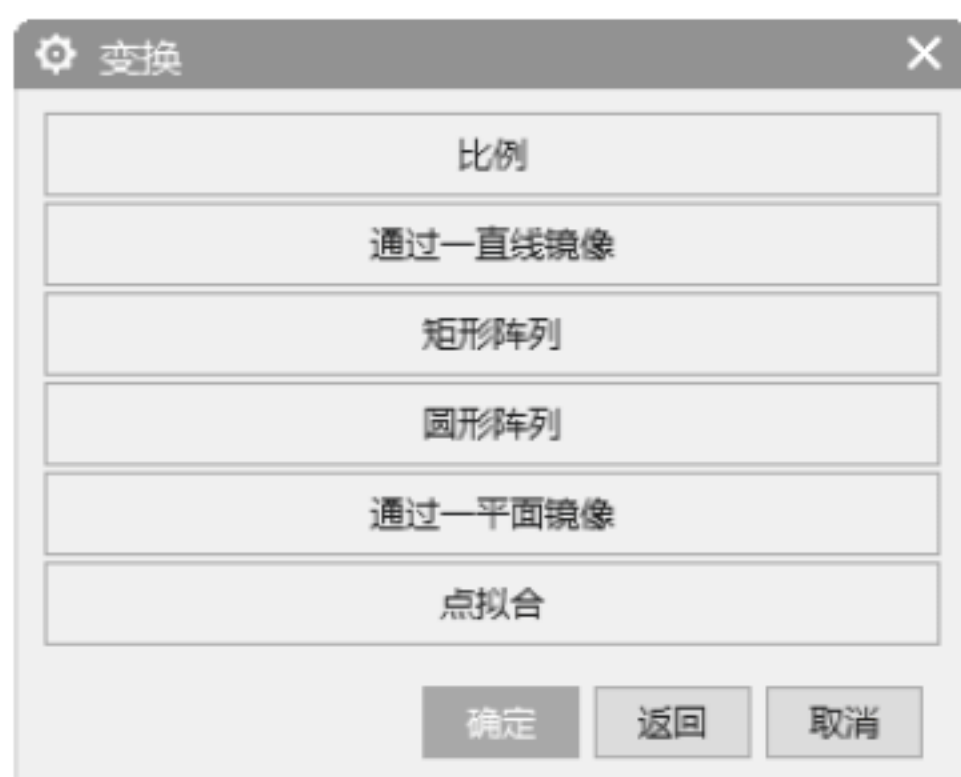 变换
比例
通过一直线镜像
矩形阵列
圆形阵列
通过一平面镜像
点拟合
确定 返回 取消